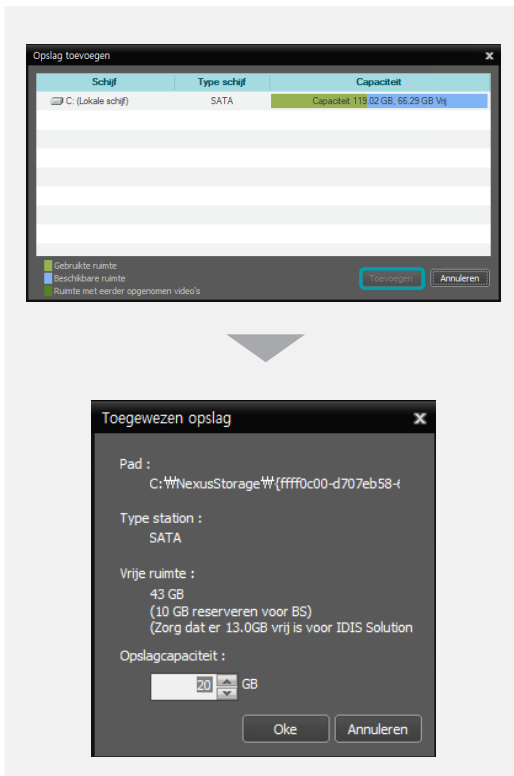 Opslag toevoegen x
Schijf Type schijf Capaciteit
C: (Lokale schijf) SATA Capaciteit 119.02 GB, 66.29 GB Vrij
Gebruikte ruimte
Beschikbare ruimte
Ruimte met eerder opgenomen video's
Toevoegen Annuleren
Toegewezen opslag x
Pad :
C:₩NexusStorage₩{ffff0c00-d707eb58-
Type station :
SATA
Vrije ruimte :
43 GB
(10 GB reserveren voor BS)
(Zorg dat er 13.0GB vrij is voor IDIS Solution
Opslagcapaciteit :
20 GB
Oke Annuleren